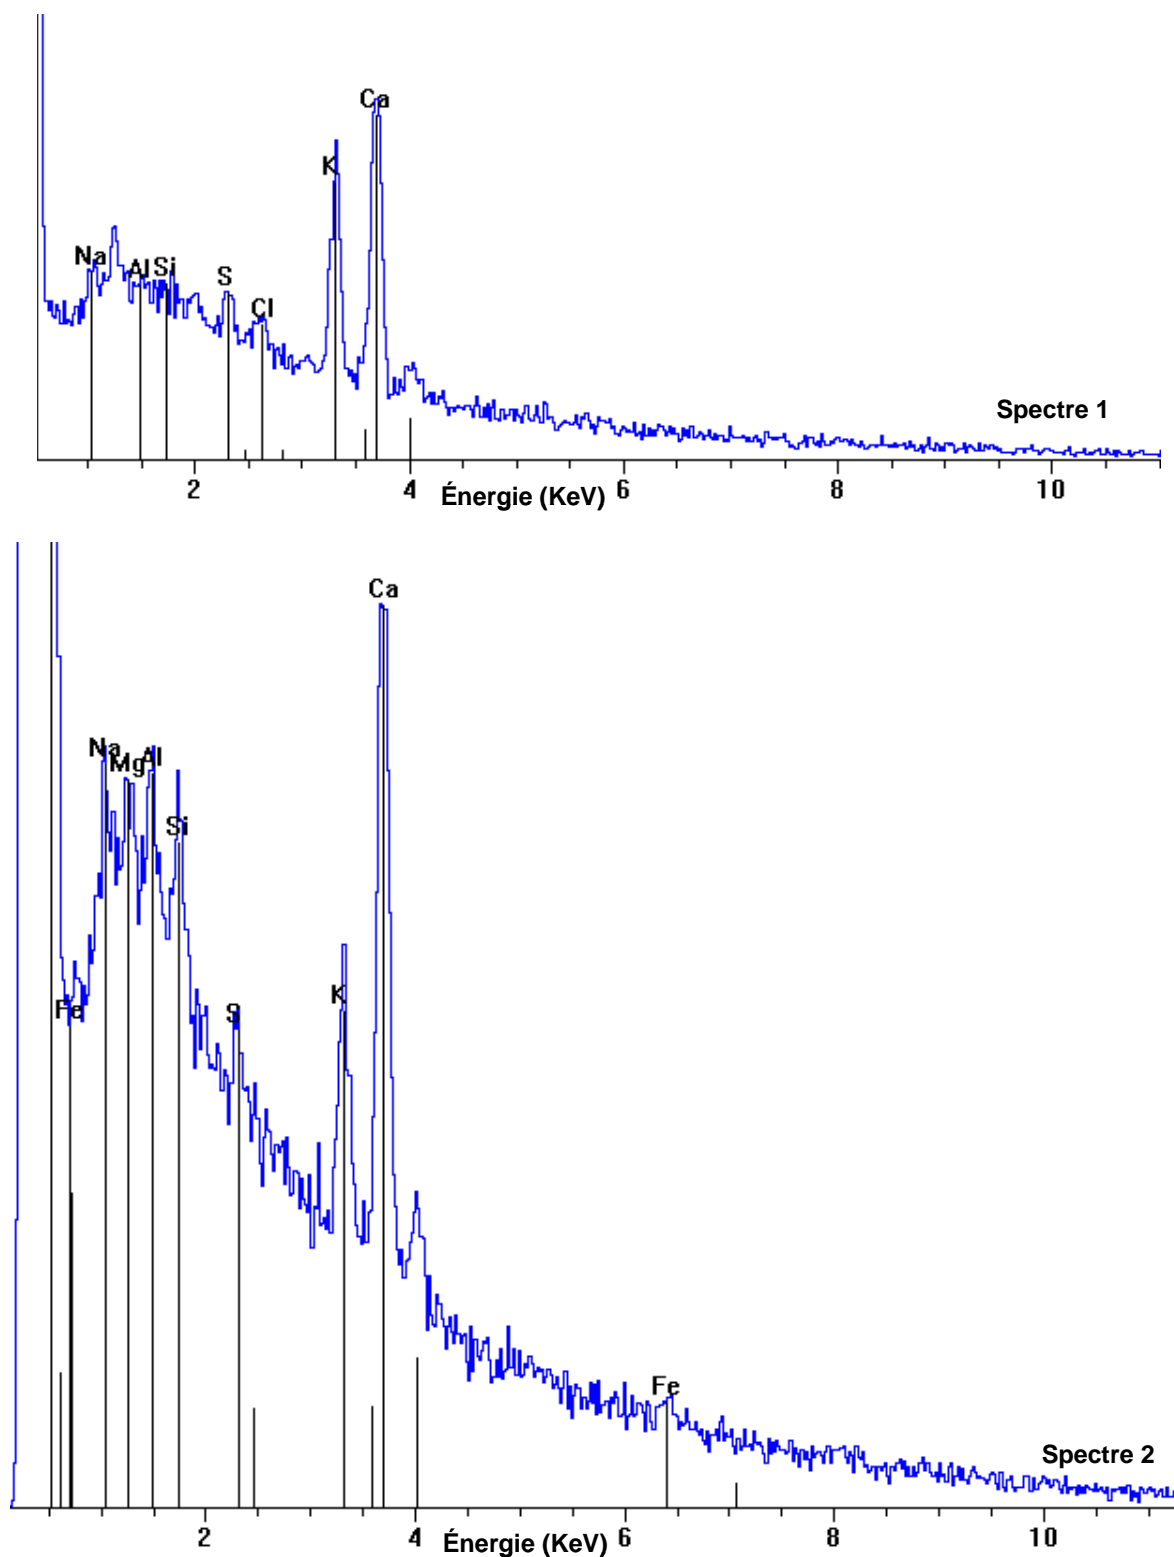 Ca
K
Na
Al
Si
S
Cl
Spectre 1
2
4
Énergie (KeV)
6
8
10
Ca
Na
Mg
Al
Si
Fe
S
K
Fe
Spectre 2
2
4
Énergie (KeV)
6
8
10